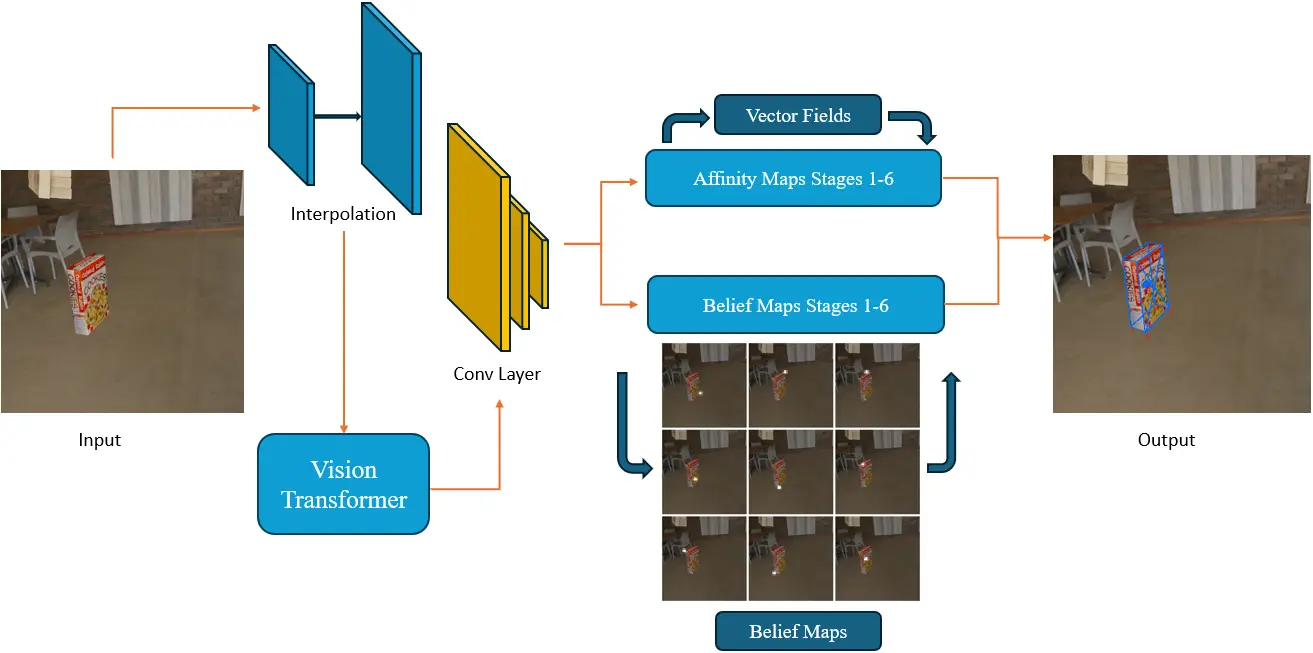 Input
Interpolation
Vision
Transformer
Conv Layer
Vector Fields
Affinity Maps Stages 1-6
Belief Maps Stages 1-6
Belief Maps
Output
COOKIES